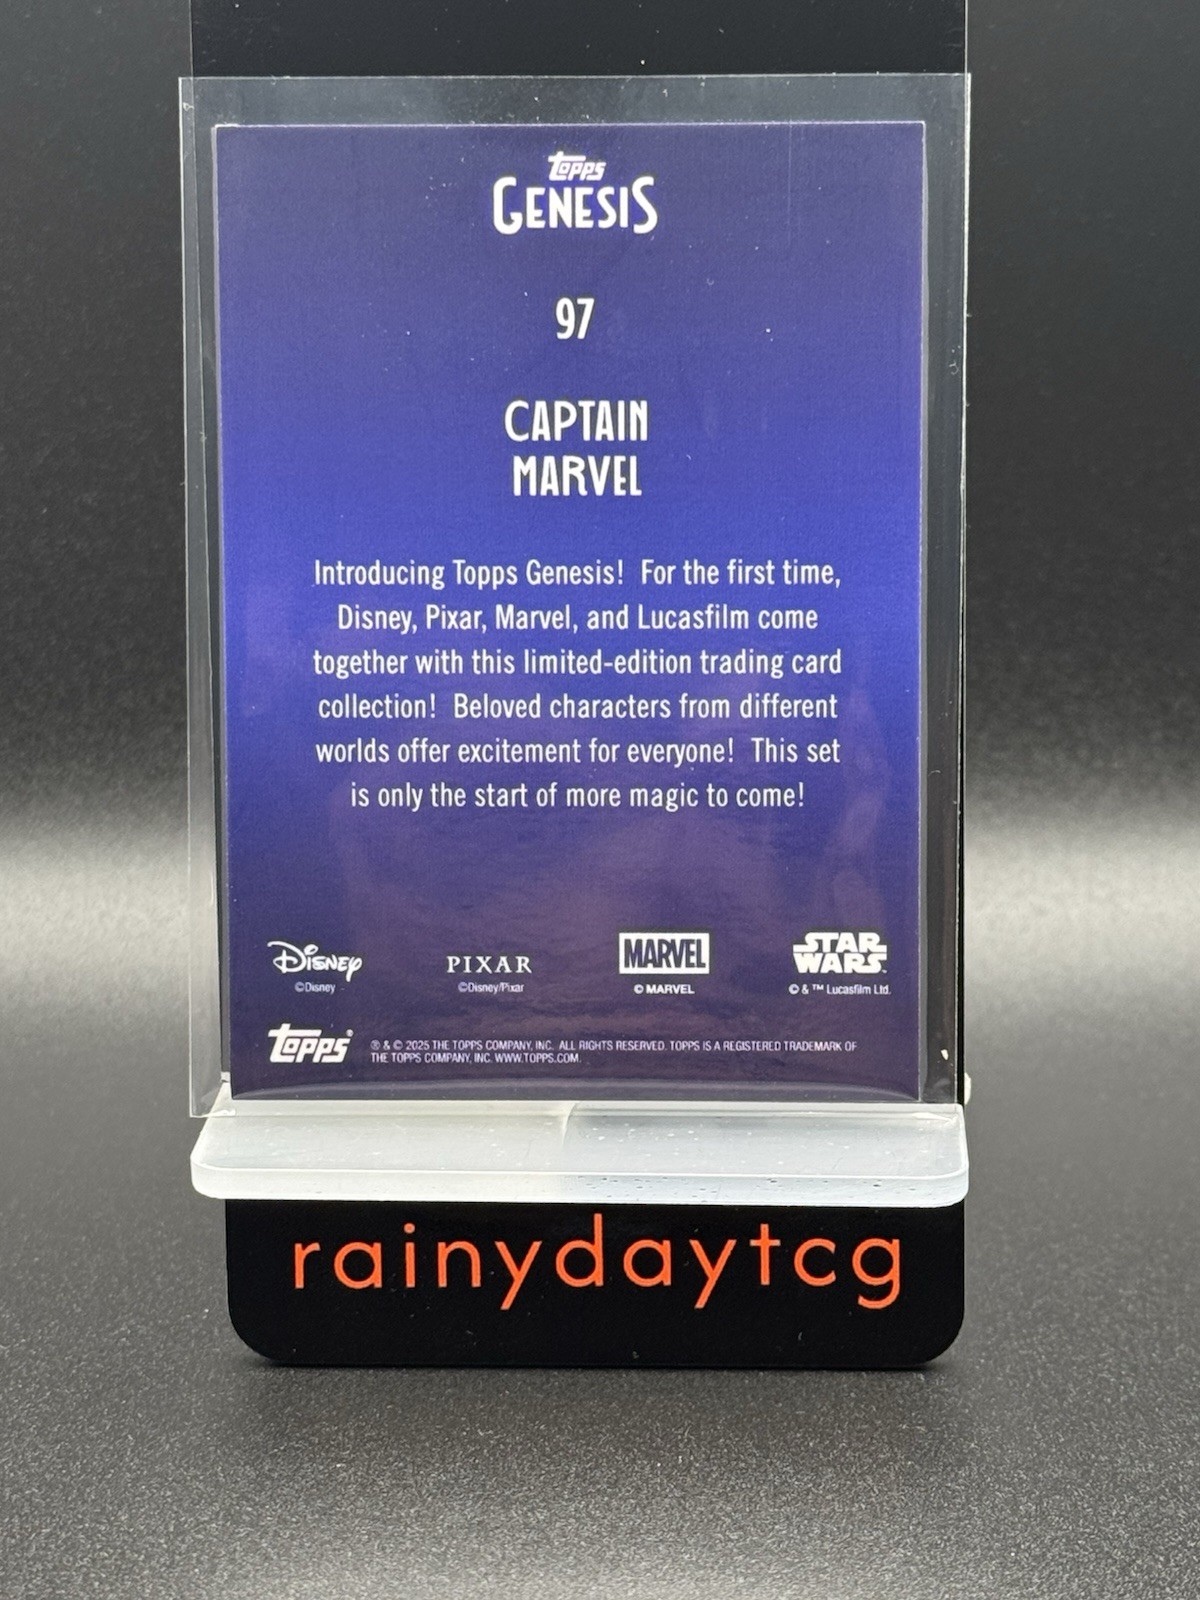 Topps
GENESIS
97
CAPTAIN
MARVEL
Introducing Topps Genesis! For the first time,
Disney, Pixar, Marvel, and Lucasfilm come
together with this limited-edition trading card
collection! Beloved characters from different
worlds offer excitement for everyone! This set
is only the start of more magic to come!
Disney PIXAR MARVEL STAR WARS
©Disney ©Disney/Pixar © MARVEL © & ™ Lucasfilm Ltd.
Topps® ® & © 2025 THE TOPPS COMPANY, INC. ALL RIGHTS RESERVED. TOPPS IS A REGISTERED TRADEMARK OF
THE TOPPS COMPANY, INC. WWW.TOPPS.COM.
rainydaytcg